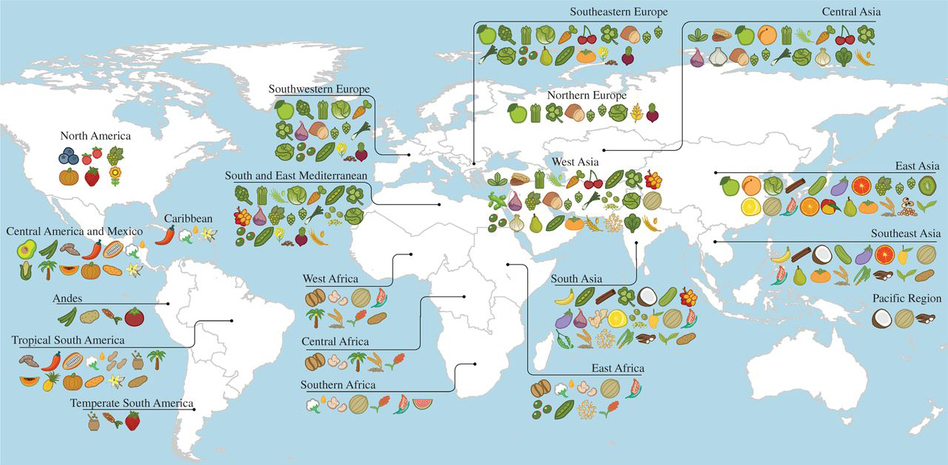 Southeastern Europe
Central Asia
Southwestern Europe
Northern Europe
North America
West Asia
East Asia
South and East Mediterranean
Caribbean
Central America and Mexico
Southeast Asia
West Africa
South Asia
Andes
Pacific Region
Tropical South America
Central Africa
East Africa
Southern Africa
Temperate South America